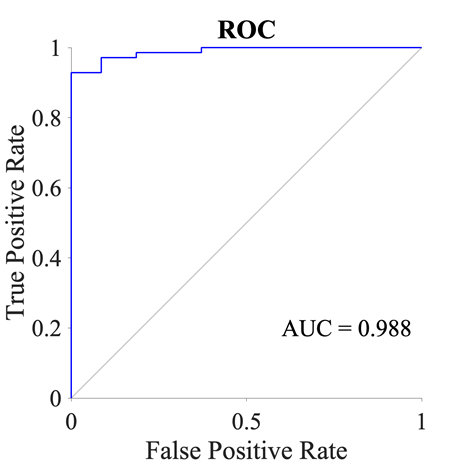 ROC
1
0.8
0.6
0.4
0.2
0
True Positive Rate
AUC = 0.988
0
0.5
1
False Positive Rate